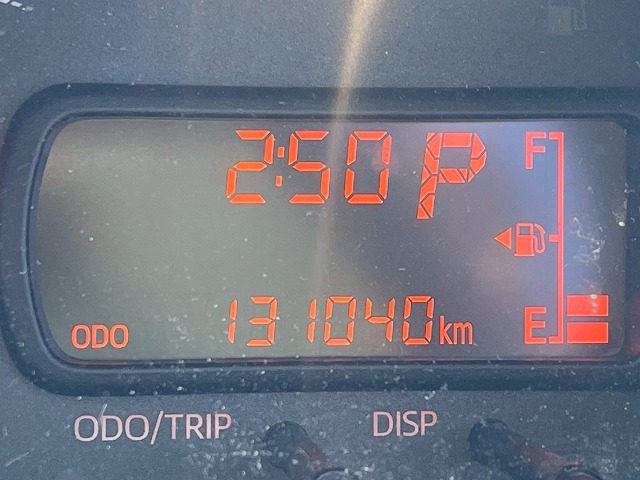 2:50 P
F
ODO 131040 km
E
ODO/TRIP DISP